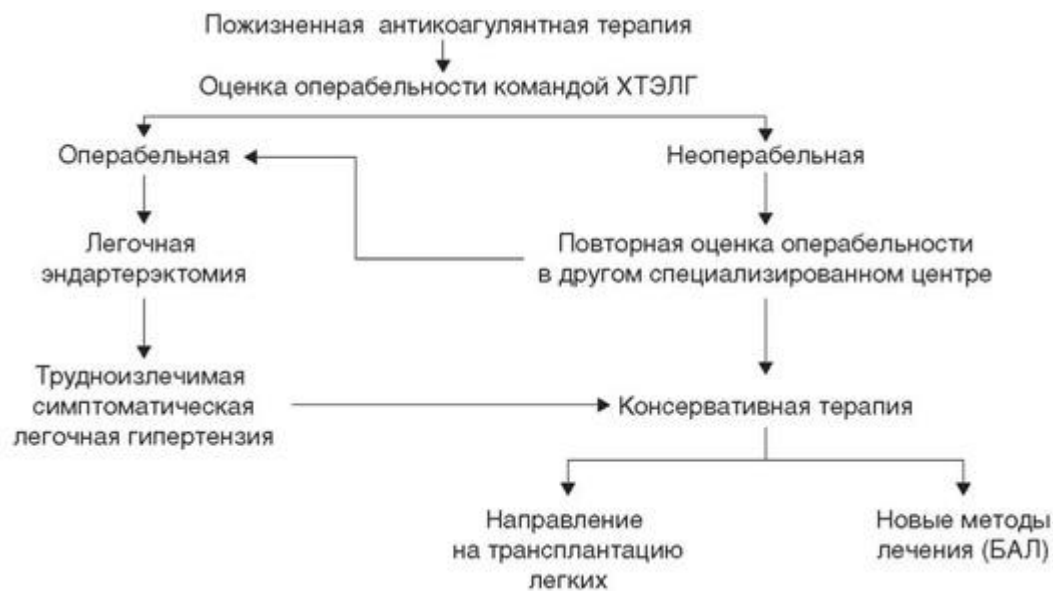 Пожизненная антикоагулянтная терапия
Оценка операбельности командой ХТЭЛГ
Операбельная
Неоперабельная
Легочная
эндартерэктомия
Повторная оценка операбельности
в другом специализированном центре
Трудноизлечимая
симптоматическая
легочная гипертензия
Консервативная терапия
Направление
на трансплантацию
легких
Новые методы
лечения (БАЛ)